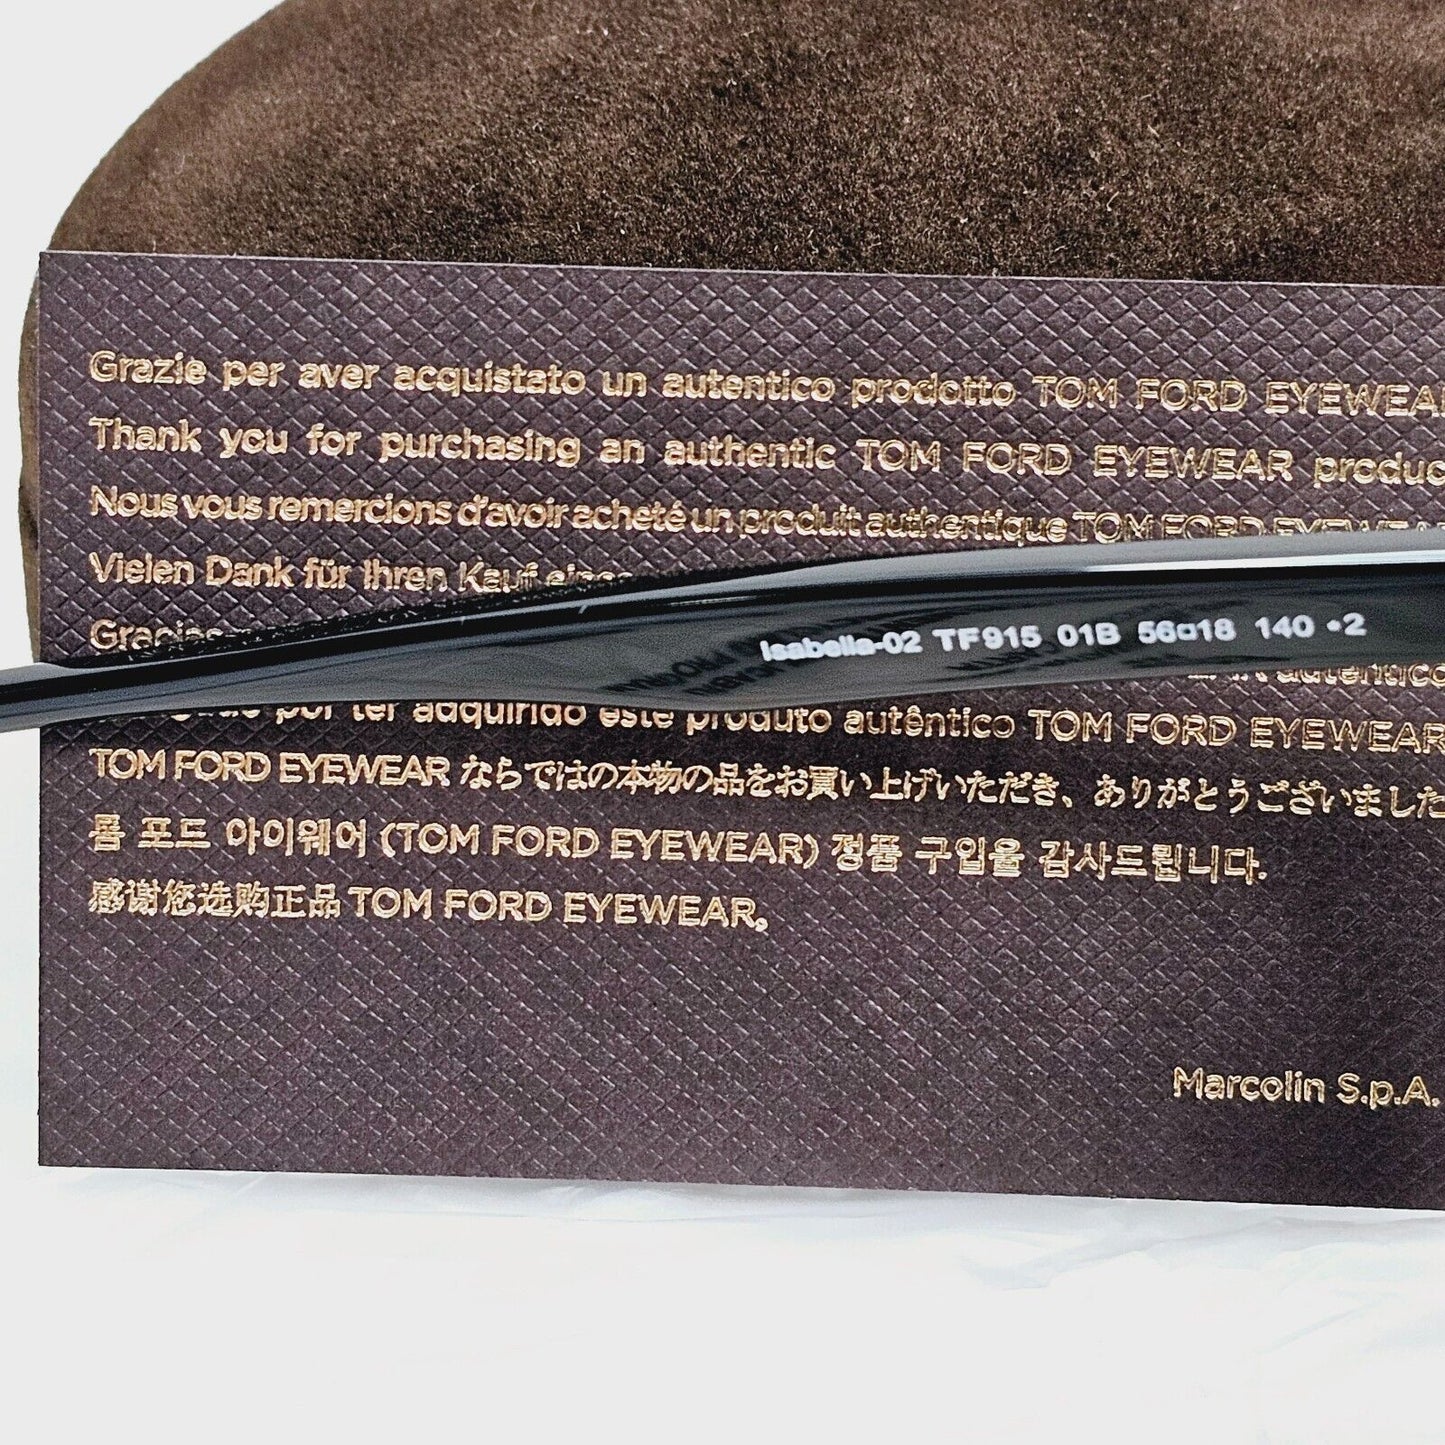 Grazie per aver acquistato un autentico prodotto TOM FORD EYEWEAR
Thank you for purchasing an authentic TOM FORD EYEWEAR produc
Nous vous remercions d'avoir acheté un produit authentique TOM FORD EYEWEAR
Vielen Dank für Ihren Kauf eines
Gracias
Isabella-02 TF915 01B 56□18 140 •2
autentico
por ter adquirido este produto autêntico TOM FORD EYEWEAR
TOM FORD EYEWEAR ならではの本物の品をお買い上げいただき、ありがとうございました
톰 포드 아이웨어 (TOM FORD EYEWEAR) 정품 구입을 감사드립니다.
感谢您选购正品 TOM FORD EYEWEAR。
Marcolin S.p.A.